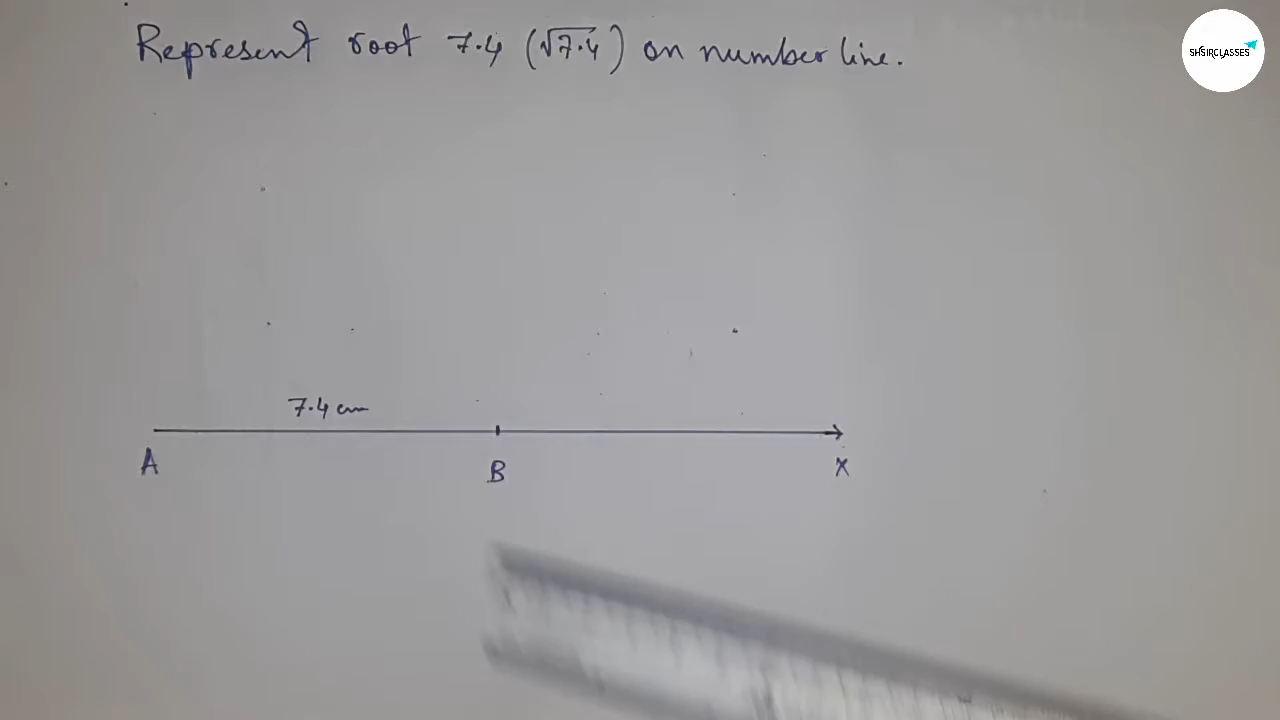 Represent root 7.4 (√7.4) on number line.
SHSIRCLASSES
7.4 cm
A B X